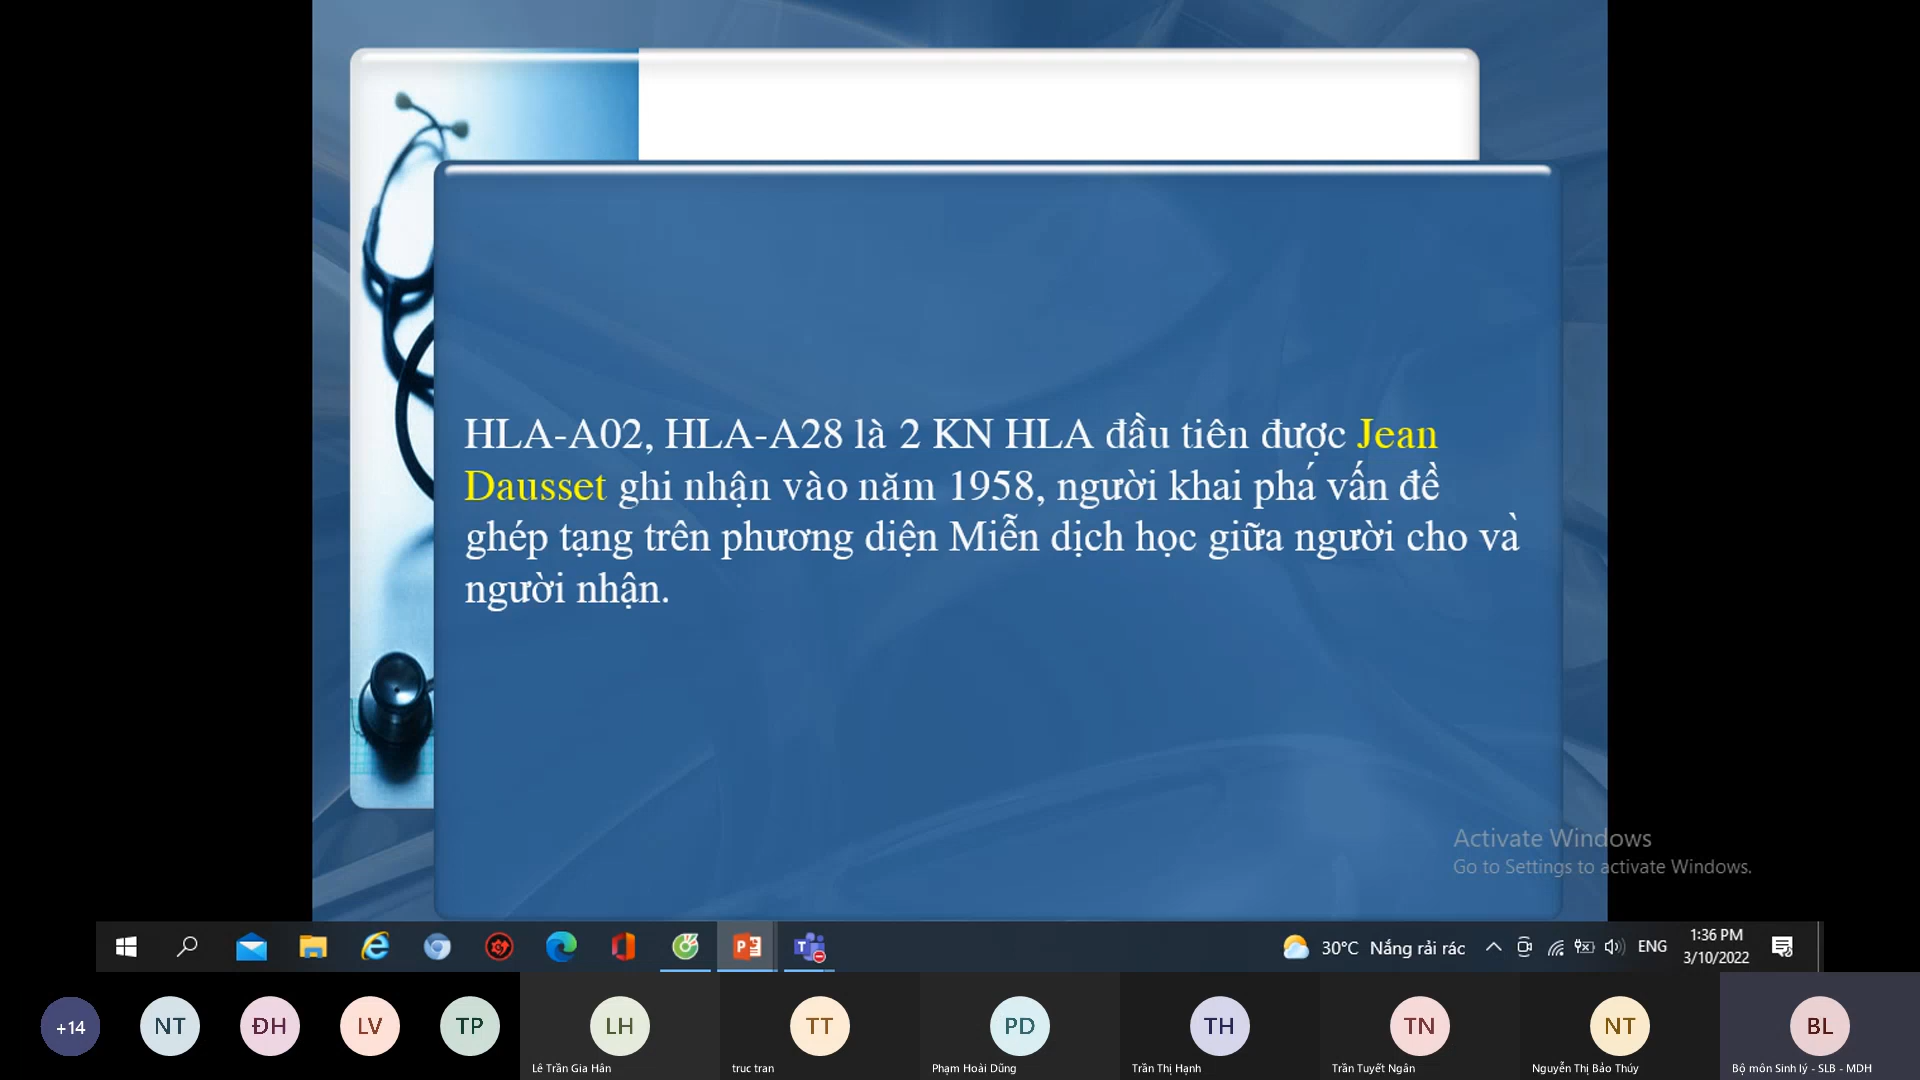 HLA-A02, HLA-A28 là 2 KN HLA đầu tiên được Jean
Dausset ghi nhận vào năm 1958, người khai phá vấn đề
ghép tạng trên phương diện Miễn dịch học giữa người cho và
người nhận.
Activate Windows
Go to Settings to activate Windows.
30°C Nắng rải rác
ENG
1:36 PM
3/10/2022
+14
NT
ĐH
LV
TP
LH
TT
PD
TH
TN
NT
BL
Lê Trần Gia Hân
truc tran
Phạm Hoài Dũng
Trần Thị Hạnh
Trần Tuyết Ngân
Nguyễn Thị Bảo Thúy
Bộ môn Sinh lý - SLB - MDH